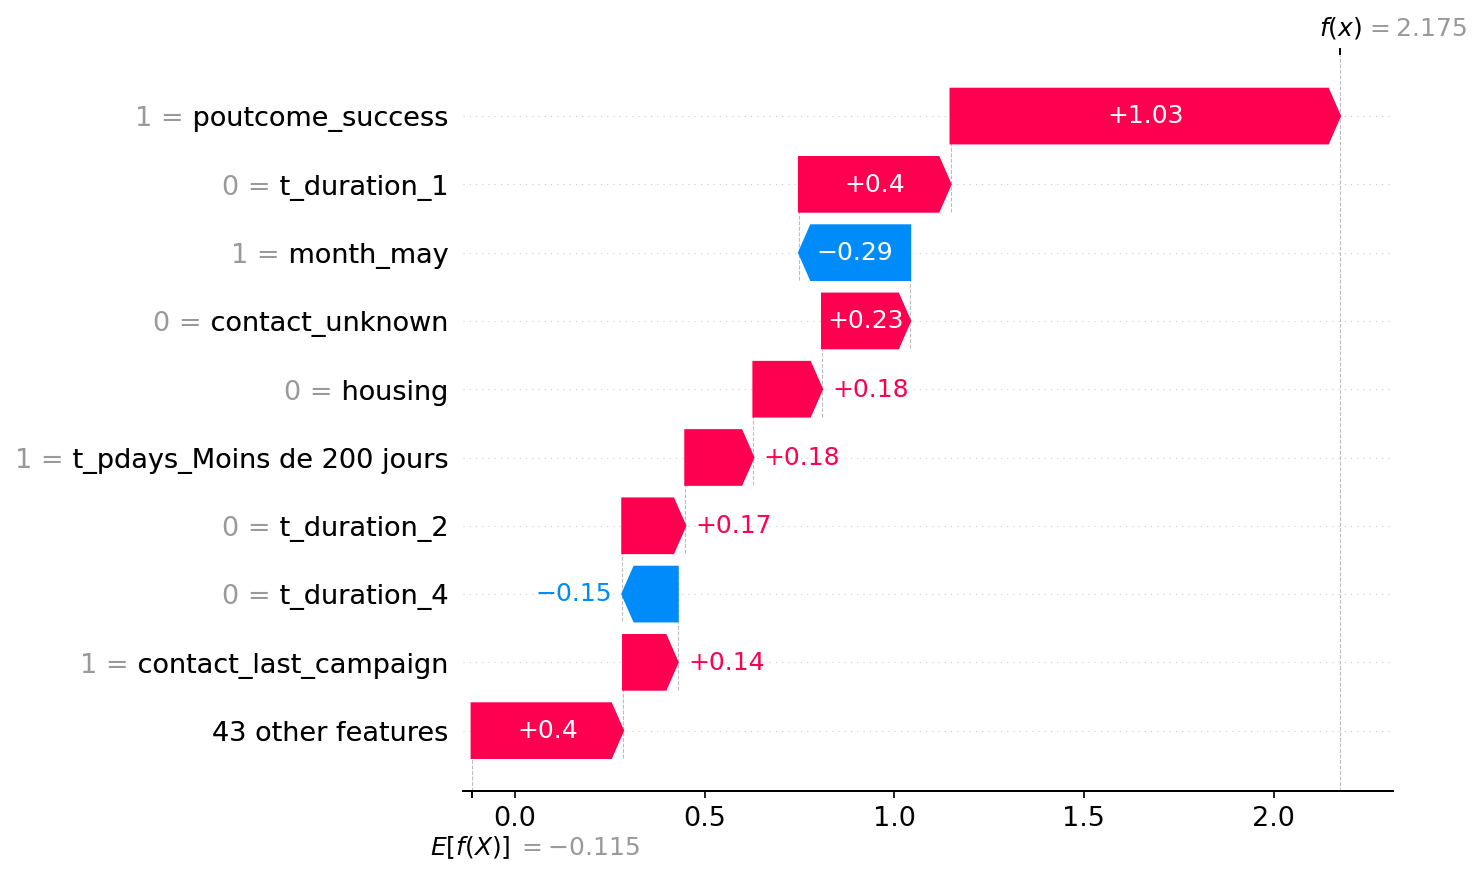 f(x) = 2.175
1 = poutcome_success +1.03
0 = t_duration_1 +0.4
1 = month_may −0.29
0 = contact_unknown +0.23
0 = housing +0.18
1 = t_pdays_Moins de 200 jours +0.18
0 = t_duration_2 +0.17
0 = t_duration_4 −0.15
1 = contact_last_campaign +0.14
43 other features +0.4
0.0 0.5 1.0 1.5 2.0
E[f(X)] = −0.115